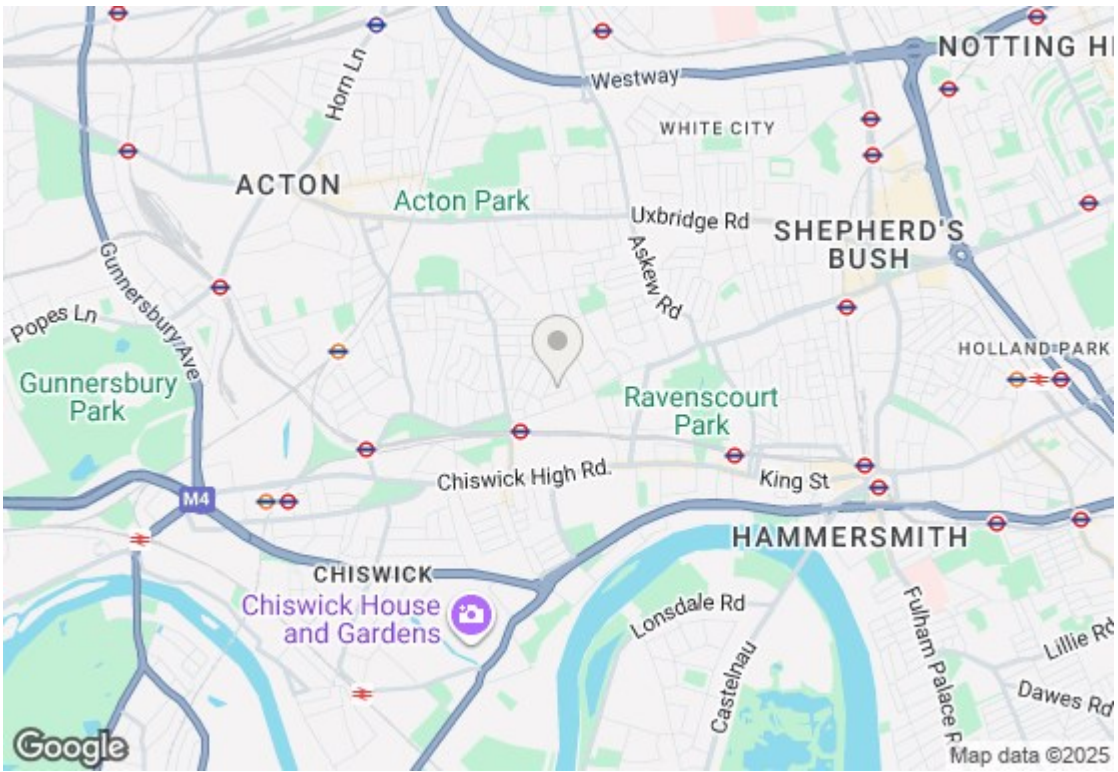 NOTTING HI
Horn Ln
Westway
WHITE CITY
ACTON
Acton Park
Uxbridge Rd
SHEPHERD'S
BUSH
Askew Rd
Gunnersbury Ave
Popes Ln
HOLLAND PARK
Gunnersbury
Park
Ravenscourt
Park
Chiswick High Rd.
King St
M4
HAMMERSMITH
CHISWICK
Chiswick House
and Gardens
Lonsdale Rd
Castelnau
Fulham Palace R
Lillie Rd
Dawes Rd
Google
Map data ©2025